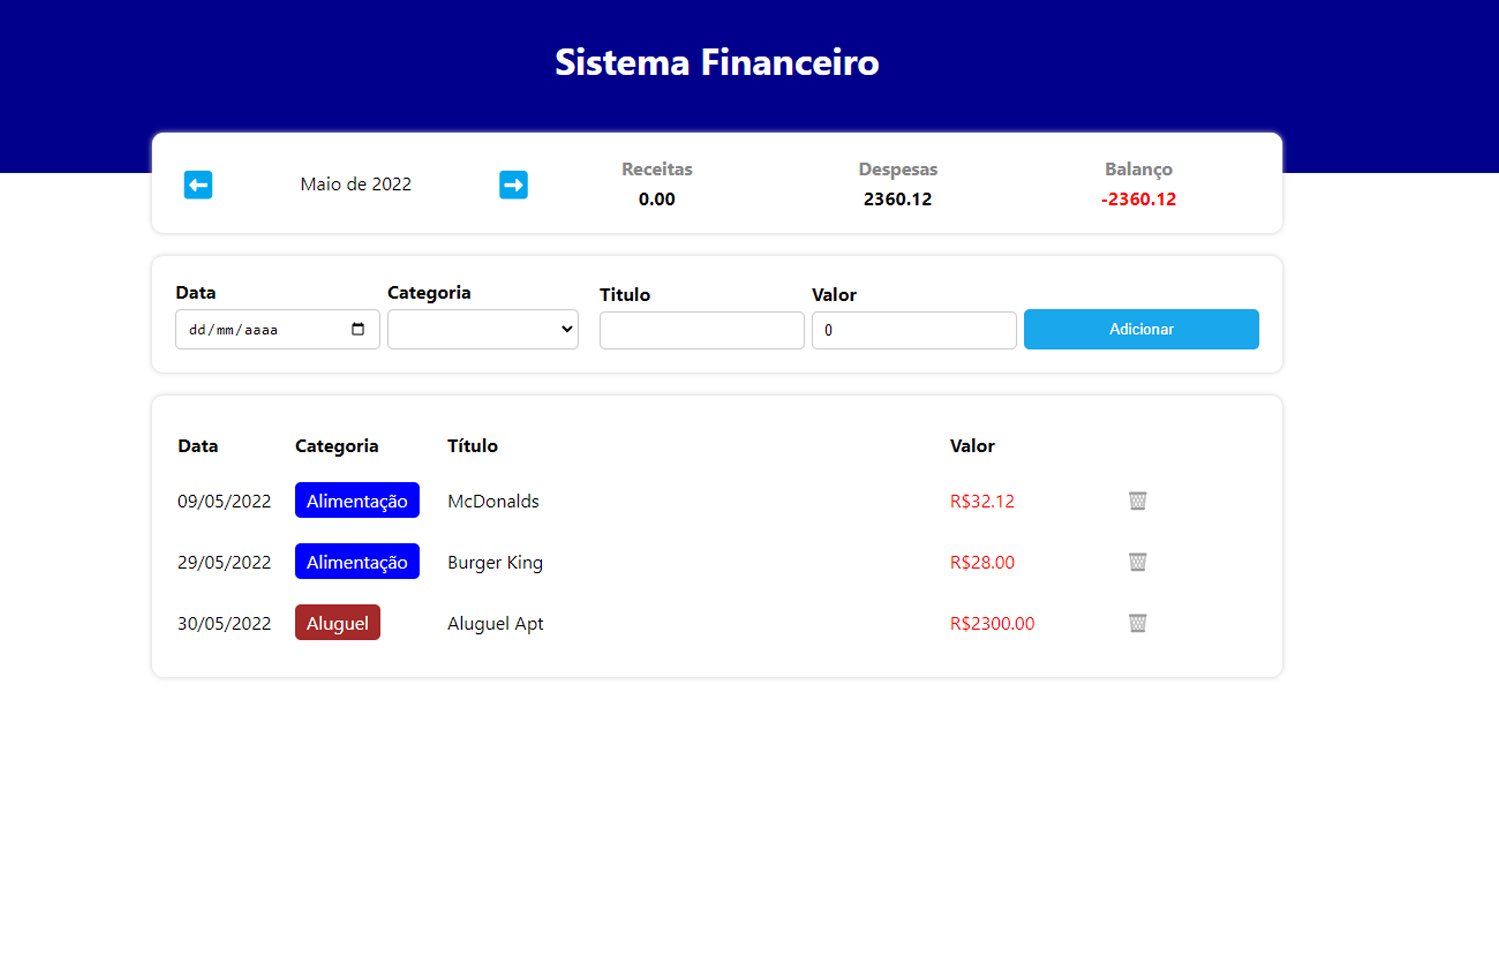 Sistema Financeiro
Maio de 2022
Receitas
0.00
Despesas
2360.12
Balanço
-2360.12
Data
dd/mm/aaaa
Categoria
Titulo
Valor
0
Adicionar
Data Categoria Título Valor
09/05/2022 Alimentação McDonalds R$32.12
29/05/2022 Alimentação Burger King R$28.00
30/05/2022 Aluguel Aluguel Apt R$2300.00